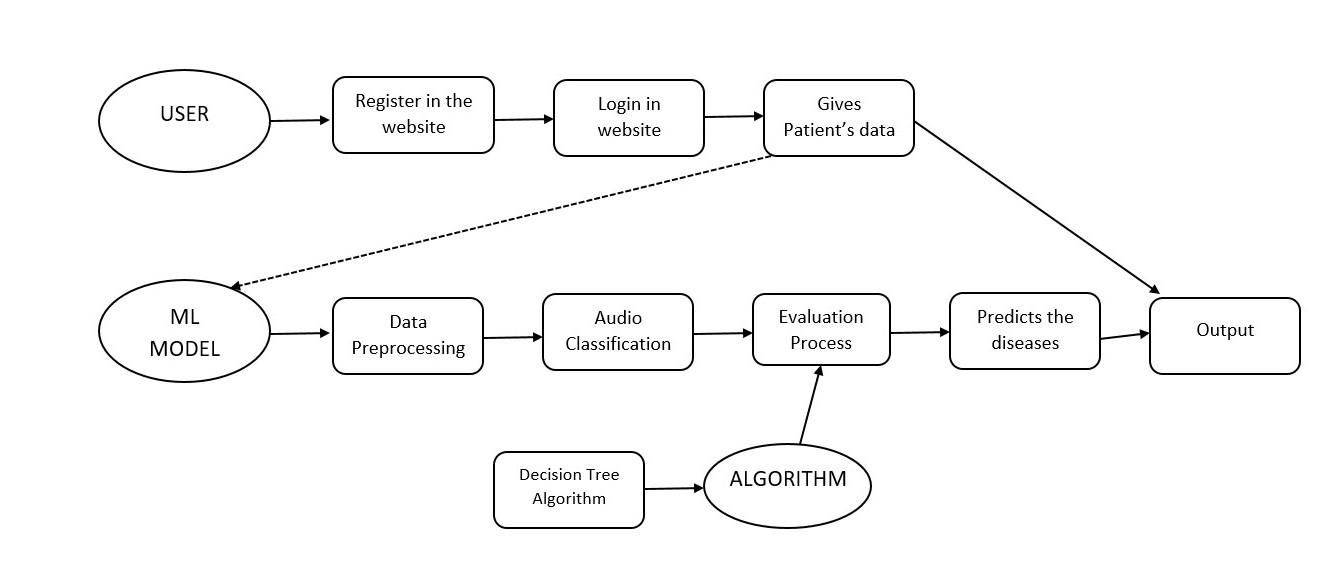 USER
Register in the
website
Login in
website
Gives
Patient’s data
ML
MODEL
Data
Preprocessing
Audio
Classification
Evaluation
Process
Predicts the
diseases
Output
Decision Tree
Algorithm
ALGORITHM